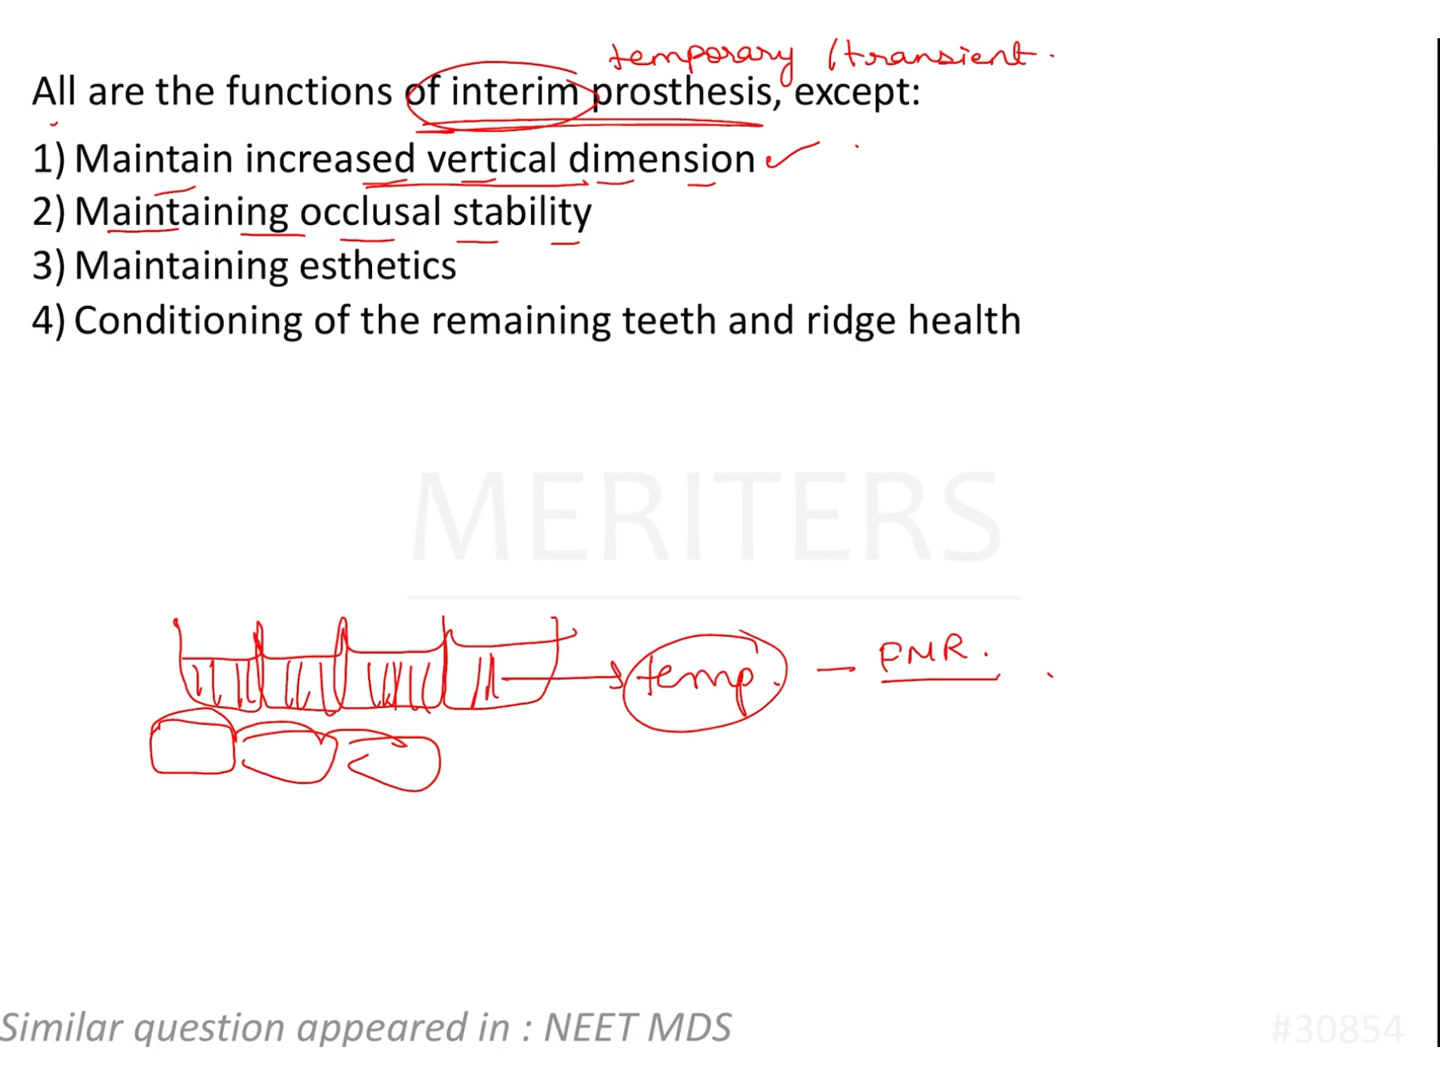 temporary (transient.
All are the functions of interim prosthesis, except:
1) Maintain increased vertical dimension
2) Maintaining occlusal stability
3) Maintaining esthetics
4) Conditioning of the remaining teeth and ridge health
MERITERS
temp. — FMR.
Similar question appeared in : NEET MDS
#30854